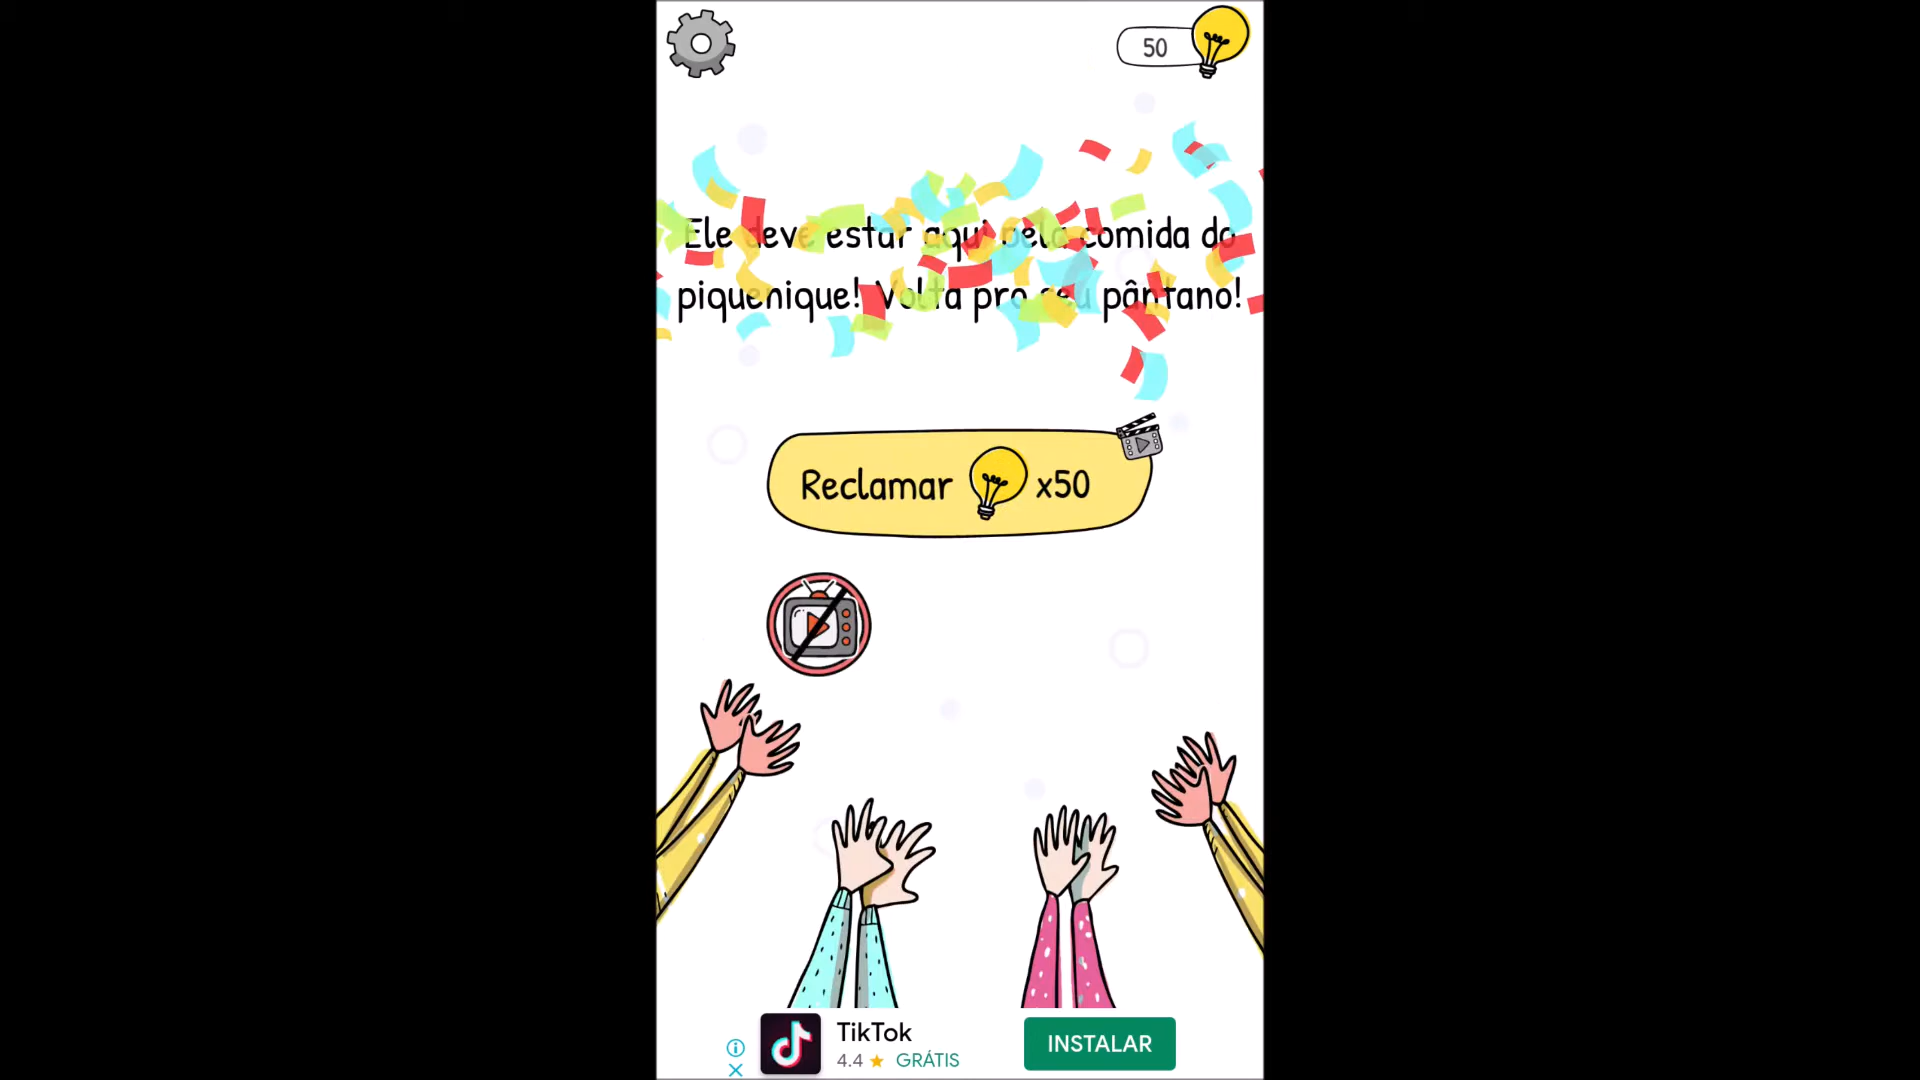 50
Ele deve estar aqui pela comida do
piquenique! Volta pro seu pântano!
Reclamar x50
TikTok
4.4 ★ GRÁTIS
INSTALAR